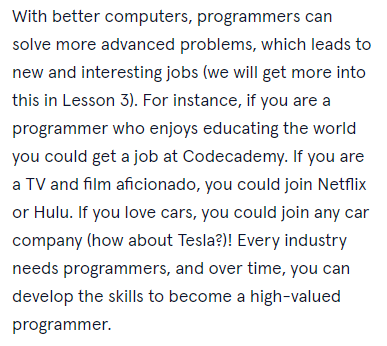 With better computers, programmers can
solve more advanced problems, which leads to
new and interesting jobs (we will get more into
this in Lesson 3). For instance, if you are a
programmer who enjoys educating the world
you could get a job at Codecademy. If you are
a TV and film aficionado, you could join Netflix
or Hulu. If you love cars, you could join any car
company (how about Tesla?)! Every industry
needs programmers, and over time, you can
develop the skills to become a high-valued
programmer.